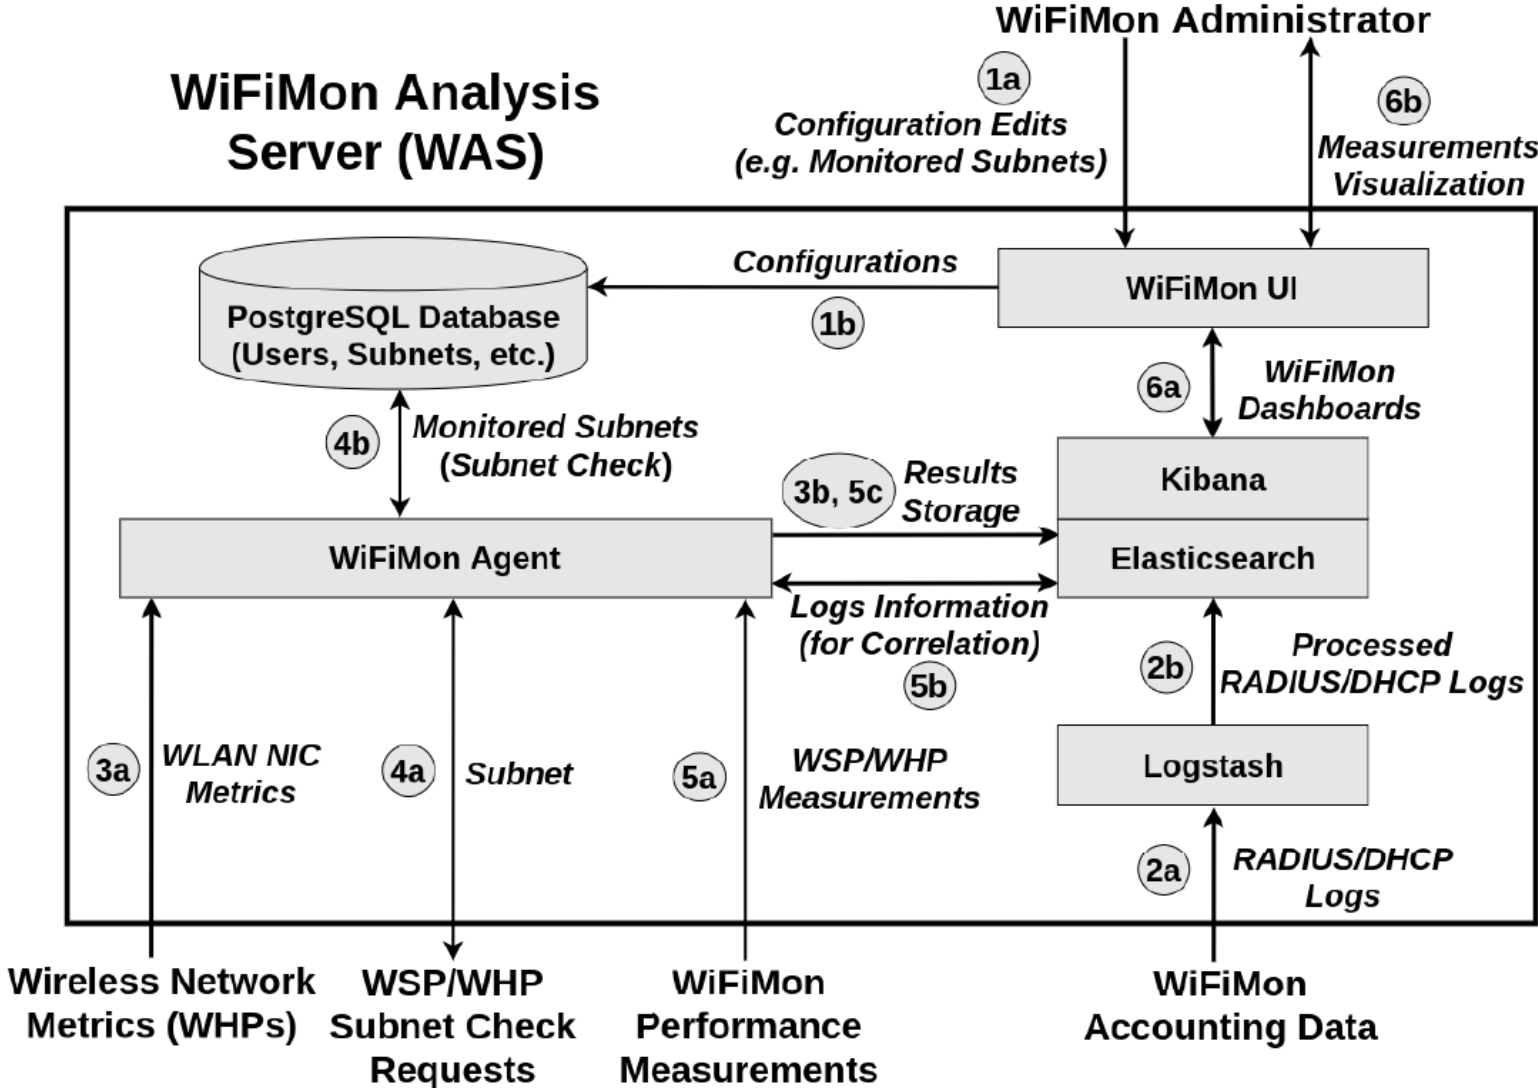 WiFiMon Administrator
WiFiMon Analysis
Server (WAS)
1a
Configuration Edits
(e.g. Monitored Subnets)
6b
Measurements
Visualization
PostgreSQL Database
(Users, Subnets, etc.)
Configurations
1b
WiFiMon UI
4b
Monitored Subnets
(Subnet Check)
6a
WiFiMon
Dashboards
3b, 5c
Results
Storage
Kibana
WiFiMon Agent
Elasticsearch
Logs Information
(for Correlation)
5b
2b
Processed
RADIUS/DHCP Logs
3a
WLAN NIC
Metrics
4a
Subnet
5a
WSP/WHP
Measurements
Logstash
2a
RADIUS/DHCP
Logs
Wireless Network
Metrics (WHPs)
WSP/WHP
Subnet Check
Requests
WiFiMon
Performance
Measurements
WiFiMon
Accounting Data